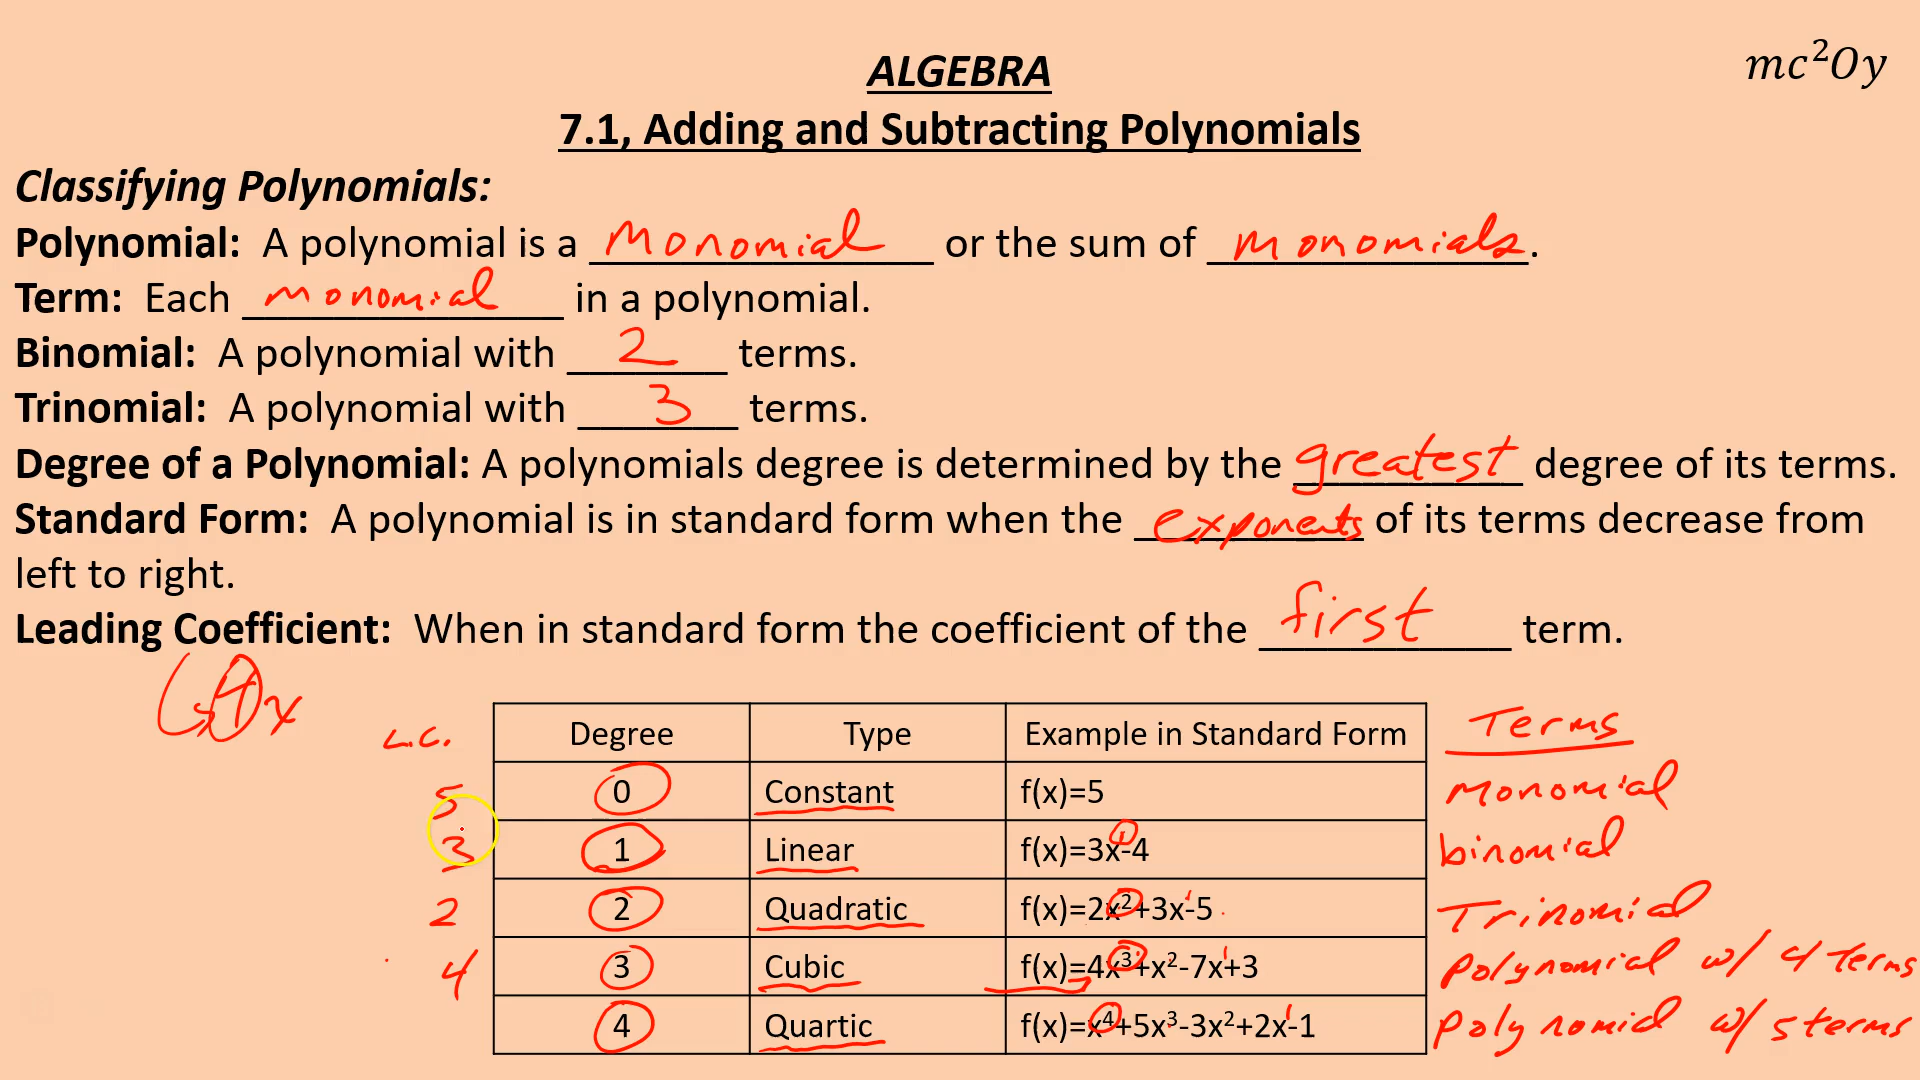 mc²Oy
ALGEBRA
7.1, Adding and Subtracting Polynomials
Classifying Polynomials:
Polynomial: A polynomial is a monomial or the sum of monomials.
Term: Each monomial in a polynomial.
Binomial: A polynomial with 2 terms.
Trinomial: A polynomial with 3 terms.
Degree of a Polynomial: A polynomials degree is determined by the greatest degree of its terms.
Standard Form: A polynomial is in standard form when the exponents of its terms decrease from
left to right.
Leading Coefficient: When in standard form the coefficient of the first term.
L.C. Degree Type Example in Standard Form Terms
5 0 Constant f(x)=5 monomial
3 1 Linear f(x)=3x-4 1 binomial
2 2 Quadratic f(x)=2x²+3x-5 1 Trinomial
4 3 Cubic f(x)=4x³+x²-7x+3 1 polynomial w/ 4 terms
4 Quartic f(x)=x⁴+5x³-3x²+2x-1 1 polynomial w/ 5 terms